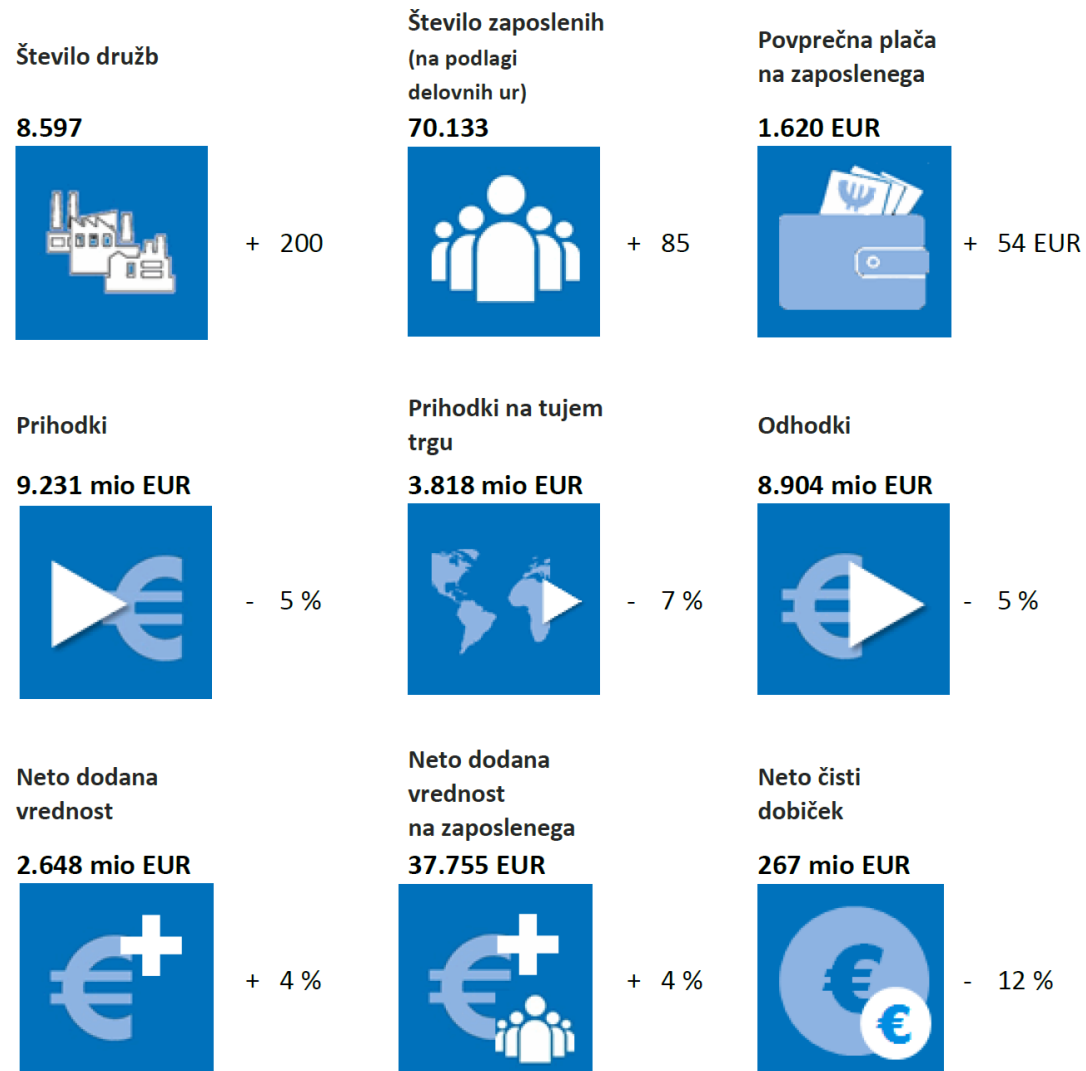 Število družb
8.597
+ 200
Število zaposlenih
(na podlagi
delovnih ur)
70.133
+ 85
Povprečna plača
na zaposlenega
1.620 EUR
+ 54 EUR
Prihodki
9.231 mio EUR
- 5 %
Prihodki na tujem
trgu
3.818 mio EUR
- 7 %
Odhodki
8.904 mio EUR
- 5 %
Neto dodana
vrednost
2.648 mio EUR
+ 4 %
Neto dodana
vrednost
na zaposlenega
37.755 EUR
+ 4 %
Neto čisti
dobiček
267 mio EUR
- 12 %